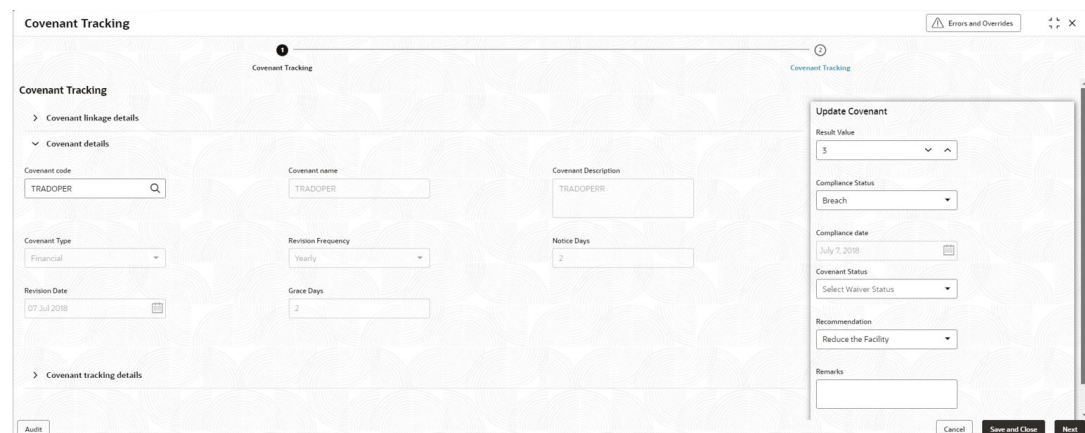 Covenant Tracking
Errors and Overrides
1
2
Covenant Tracking
Covenant Tracking
Covenant Tracking
Covenant linkage details
Covenant details
Covenant code
Covenant name
Covenant Description
TRADOPER
TRADOPER
TRADOPERR
Covenant Type
Revision Frequency
Notice Days
Financial
Yearly
2
Revision Date
Grace Days
07 Jul 2018
2
Covenant tracking details
Update Covenant
Result Value
3
Compliance Status
Breach
Compliance date
July 7, 2018
Covenant Status
Select Waiver Status
Recommendation
Reduce the Facility
Remarks
Audit
Cancel
Save and Close
Next